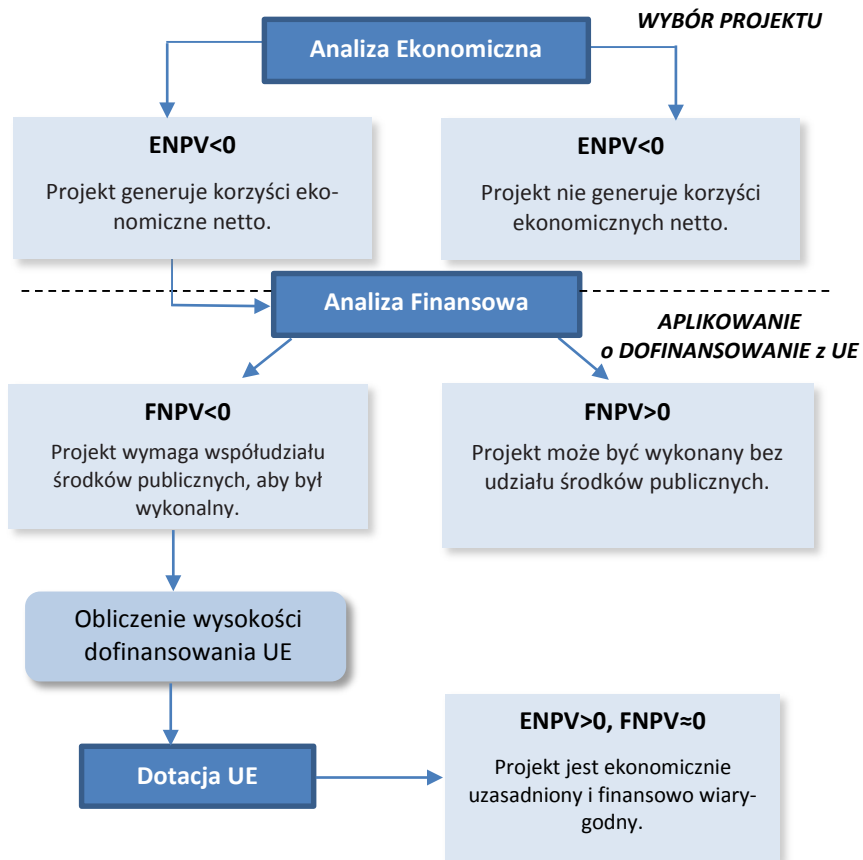 WYBÓR PROJEKTU
Analiza Ekonomiczna
ENPV<0
Projekt generuje korzyści eko-
nomiczne netto.
ENPV<0
Projekt nie generuje korzyści
ekonomicznych netto.
Analiza Finansowa
APLIKOWANIE
o DOFINANSOWANIE z UE
FNPV<0
Projekt wymaga współudziału
środków publicznych, aby był
wykonalny.
FNPV>0
Projekt może być wykonany bez
udziału środków publicznych.
Obliczenie wysokości
dofinansowania UE
Dotacja UE
ENPV>0, FNPV≈0
Projekt jest ekonomicznie
uzasadniony i finansowo wiary-
godny.